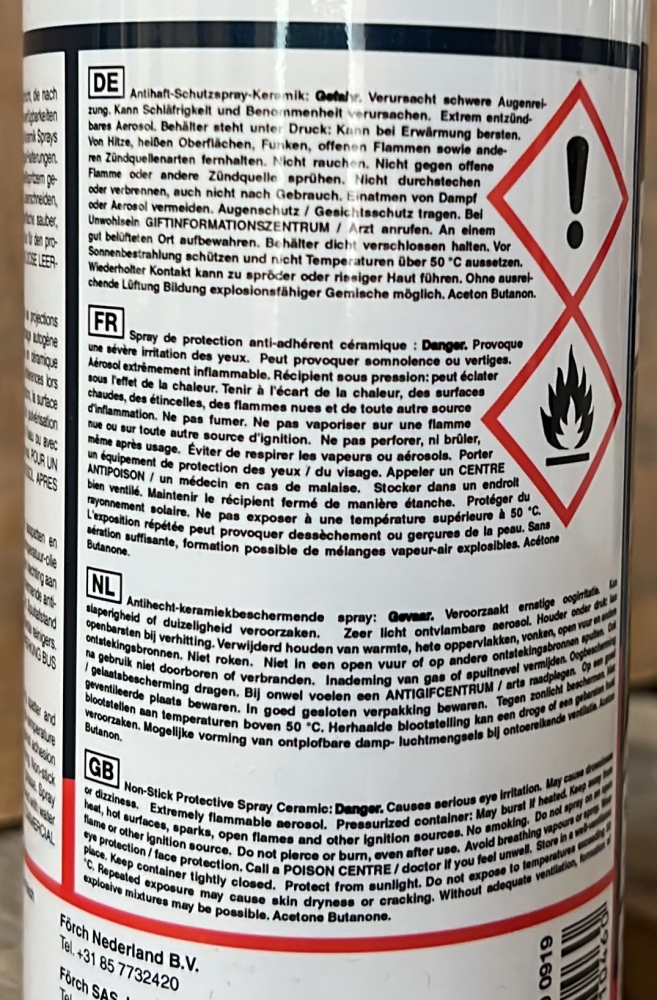 DE Antihaft-Schutzspray-Keramik: Gefahr. Verursacht schwere Augenrei-
zung. Kann Schläfrigkeit und Benommenheit verursachen. Extrem entzünd-
bares Aerosol. Behälter steht unter Druck: Kann bei Erwärmung bersten.
Von Hitze, heißen Oberflächen, Funken, offenen Flammen sowie ande-
ren Zündquellenarten fernhalten. Nicht rauchen. Nicht gegen offene
Flamme oder andere Zündquelle sprühen. Nicht durchstechen
oder verbrennen, auch nicht nach Gebrauch. Einatmen von Dampf
oder Aerosol vermeiden. Augenschutz / Gesichtsschutz tragen. Bei
Unwohlsein GIFTINFORMATIONSZENTRUM / Arzt anrufen. An einem
gut belüfteten Ort aufbewahren. Behälter dicht verschlossen halten. Vor
Sonnenbestrahlung schützen und nicht Temperaturen über 50 °C aussetzen.
Wiederholter Kontakt kann zu spröder oder rissiger Haut führen. Ohne ausrei-
chende Lüftung Bildung explosionsfähiger Gemische möglich. Aceton Butanon.
FR Spray de protection anti-adhérent céramique : Danger. Provoque
une sévère irritation des yeux. Peut provoquer somnolence ou vertiges.
Aérosol extrêmement inflammable. Récipient sous pression: peut éclater
sous l'effet de la chaleur. Tenir à l'écart de la chaleur, des surfaces
chaudes, des étincelles, des flammes nues et de toute autre source
d'inflammation. Ne pas fumer. Ne pas vaporiser sur une flamme
nue ou sur toute autre source d'ignition. Ne pas perforer, ni brûler,
même après usage. Éviter de respirer les vapeurs ou aérosols. Porter
un équipement de protection des yeux / du visage. Appeler un CENTRE
ANTIPOISON / un médecin en cas de malaise. Stocker dans un endroit
bien ventilé. Maintenir le récipient fermé de manière étanche. Protéger du
rayonnement solaire. Ne pas exposer à une température supérieure à 50 °C.
L'exposition répétée peut provoquer dessèchement ou gerçures de la peau. Sans
aération suffisante, formation possible de mélanges vapeur-air explosibles. Acétone
Butanone.
NL Antihecht-keramiekbeschermende spray: Gevaar. Veroorzaakt ernstige oogirritatie. Kan
slaperigheid of duizeligheid veroorzaken. Zeer licht ontvlambare aerosol. Houder onder druk: kan
openbarsten bij verhitting. Verwijderd houden van warmte, hete oppervlakken, vonken, open vuur en andere
ontstekingsbronnen. Niet roken. Niet in een open vuur of op andere ontstekingsbronnen spuiten. Ook
na gebruik niet doorboren of verbranden. Inademing van gas of spuitnevel vermijden. Oogbescherming
/ gelaatsbescherming dragen. Bij onwel voelen een ANTIGIFCENTRUM / arts raadplegen. Op een goed
geventileerde plaats bewaren. In goed gesloten verpakking bewaren. Tegen zonlicht beschermen. Niet
blootstellen aan temperaturen boven 50 °C. Herhaalde blootstelling kan een droge of een gebarsten huid
veroorzaken. Mogelijke vorming van ontplofbare damp- luchtmengsels bij ontoereikende ventilatie. Aceton
Butanon.
GB Non-Stick Protective Spray Ceramic: Danger. Causes serious eye irritation. May cause drowsiness
or dizziness. Extremely flammable aerosol. Pressurized container: May burst if heated. Keep away from
heat, hot surfaces, sparks, open flames and other ignition sources. No smoking. Do not spray on an open
flame or other ignition source. Do not pierce or burn, even after use. Avoid breathing vapours or spray. Wear
eye protection / face protection. Call a POISON CENTRE / doctor if you feel unwell. Store in a well-ventilated
place. Keep container tightly closed. Protect from sunlight. Do not expose to temperatures exceeding 50
°C. Repeated exposure may cause skin dryness or cracking. Without adequate ventilation, formation of
explosive mixtures may be possible. Acetone Butanone.
Förch Nederland B.V.
Tel. +31 85 7732420
Förch SAS
Tel
0919